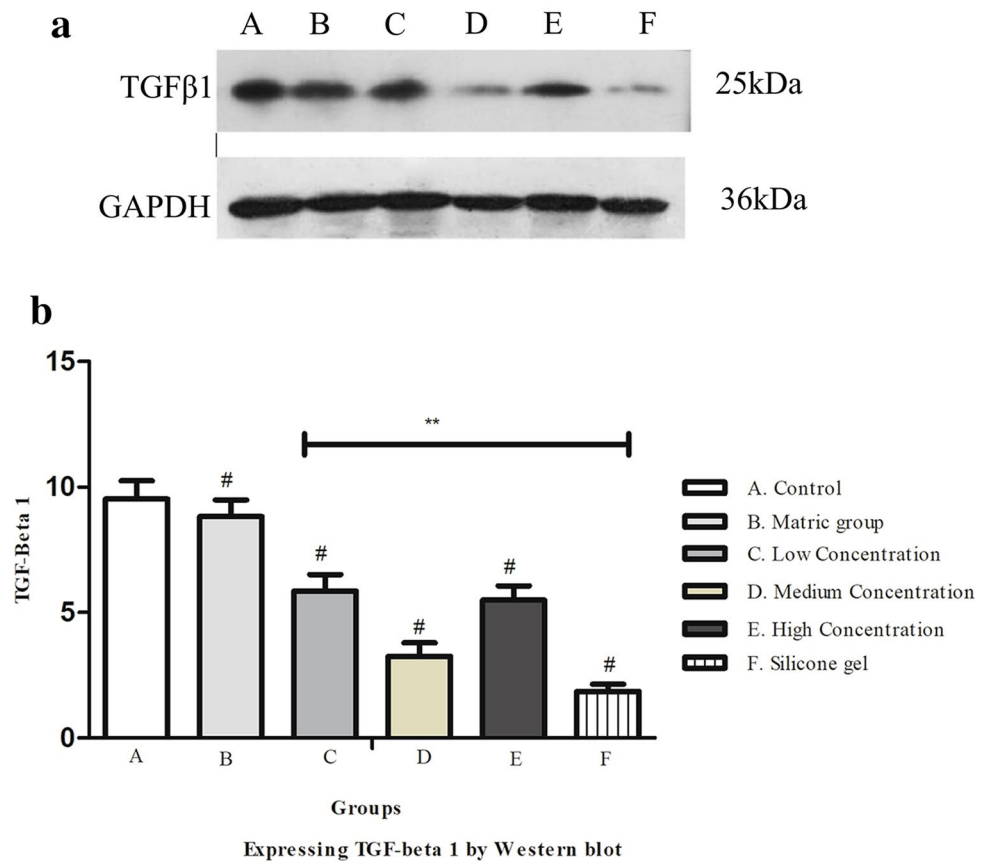 a
A B C D E F
TGFβ1 25kDa
GAPDH 36kDa
b
15
10
5
0
TGF-Beta 1
**
#
#
#
#
#
A B C D E F
Groups
Expressing TGF-beta 1 by Western blot
A. Control
B. Matric group
C. Low Concentration
D. Medium Concentration
E. High Concentration
F. Silicone gel